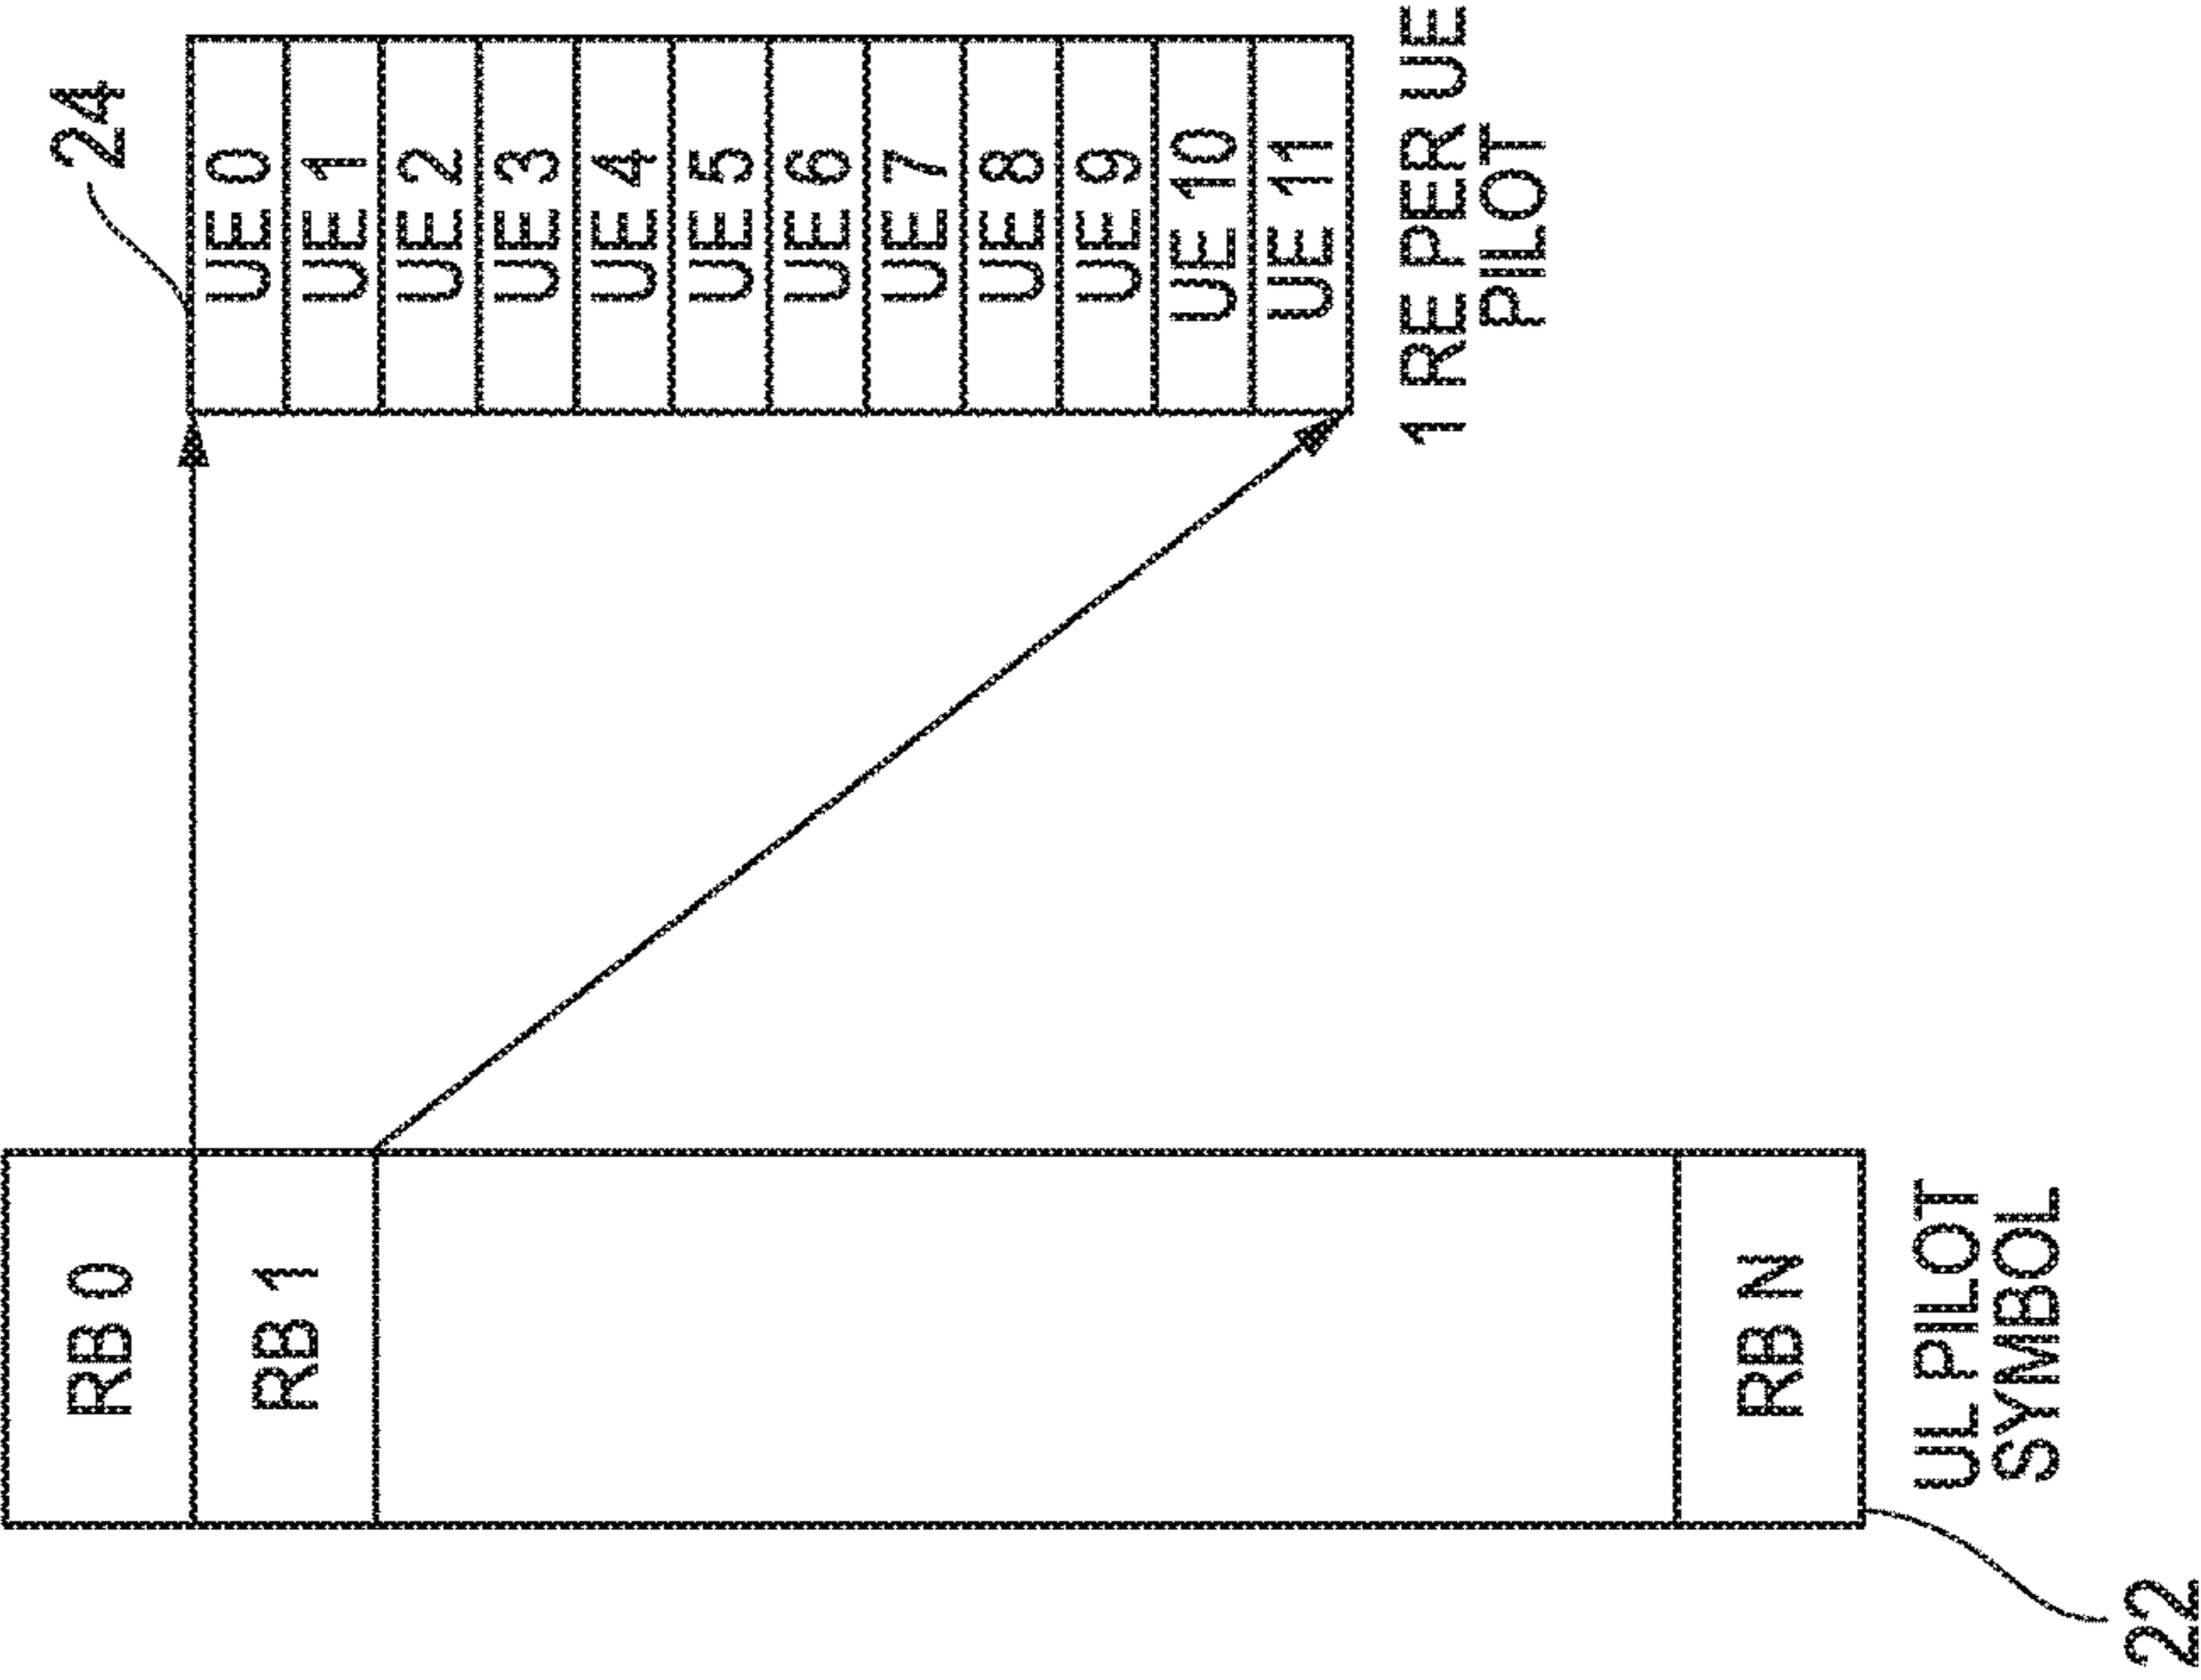 RB 0
RB 1
RB N
UL PILOT
SYMBOL
22
24
UE 0
UE 1
UE 2
UE 3
UE 4
UE 5
UE 6
UE 7
UE 8
UE 9
UE 10
UE 11
1 RE PER UE
PILOT